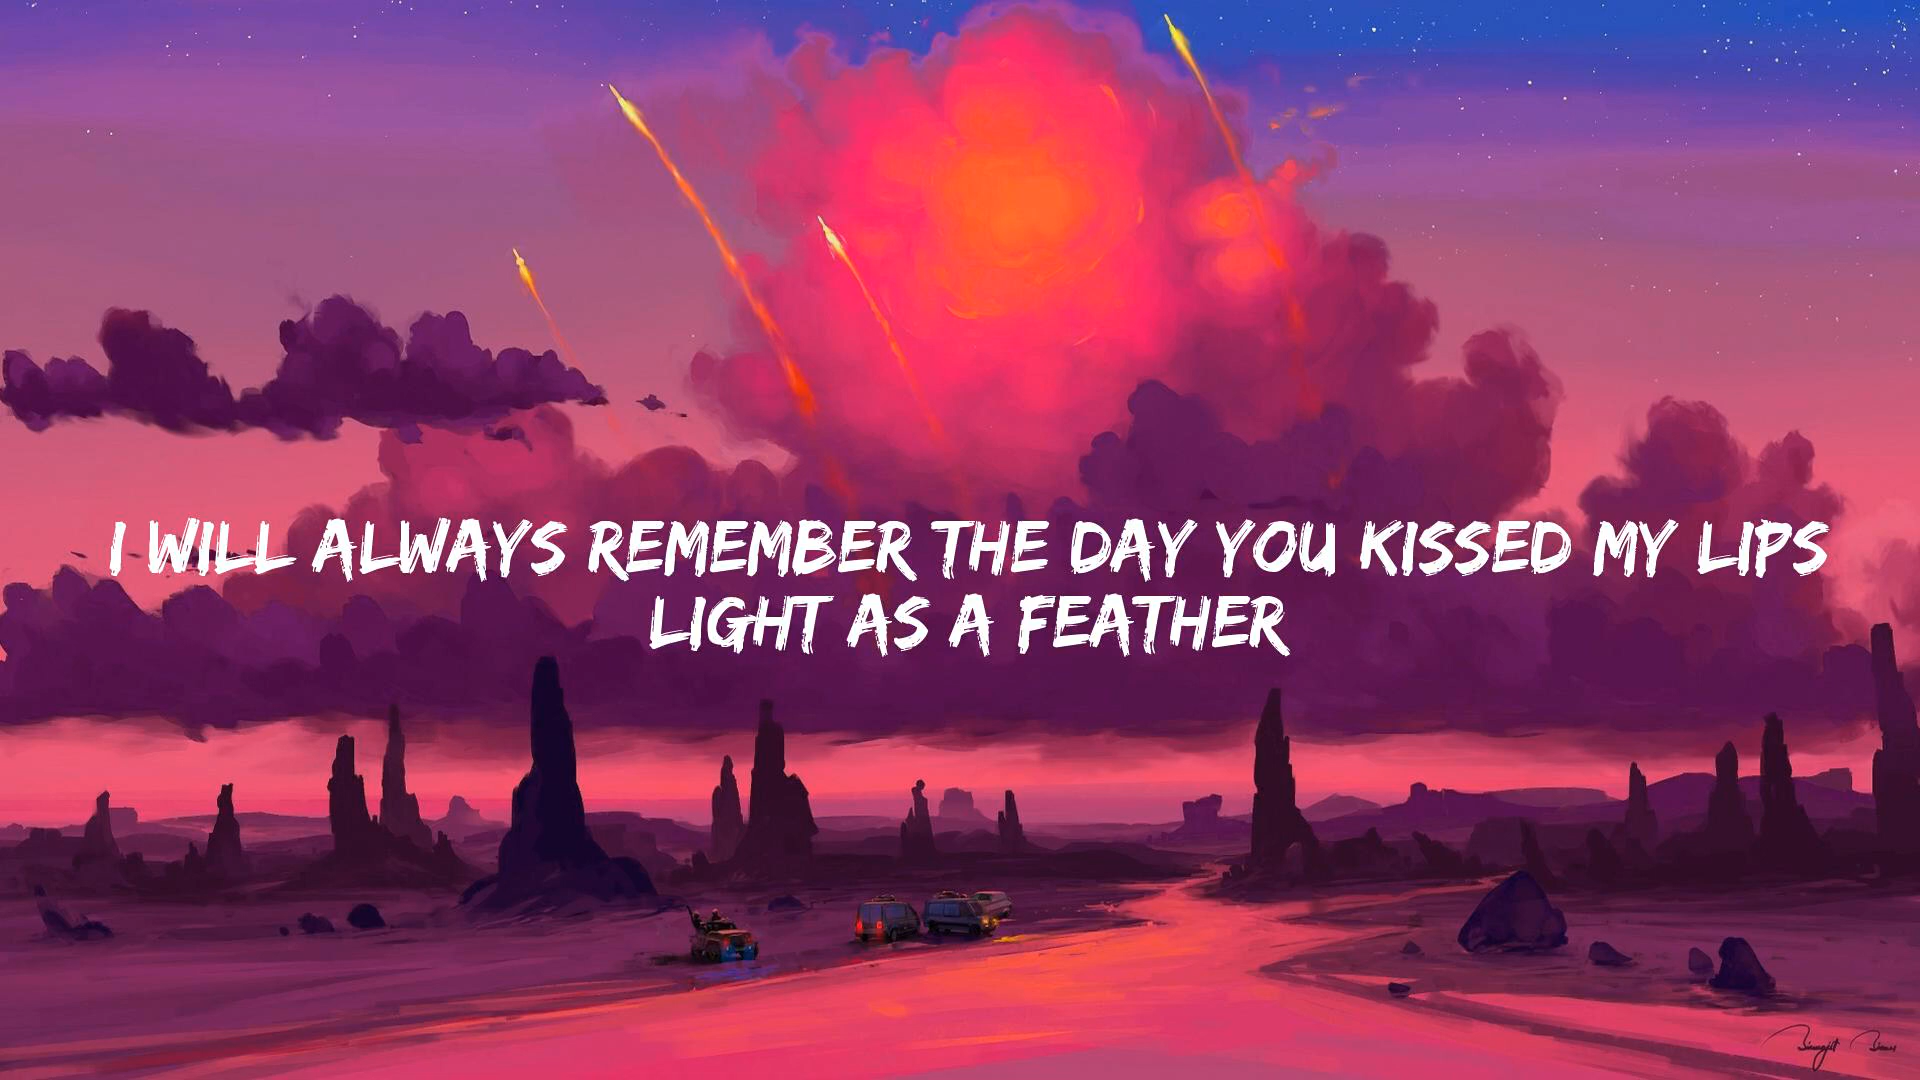 I WILL ALWAYS REMEMBER THE DAY YOU KISSED MY LIPS
LIGHT AS A FEATHER